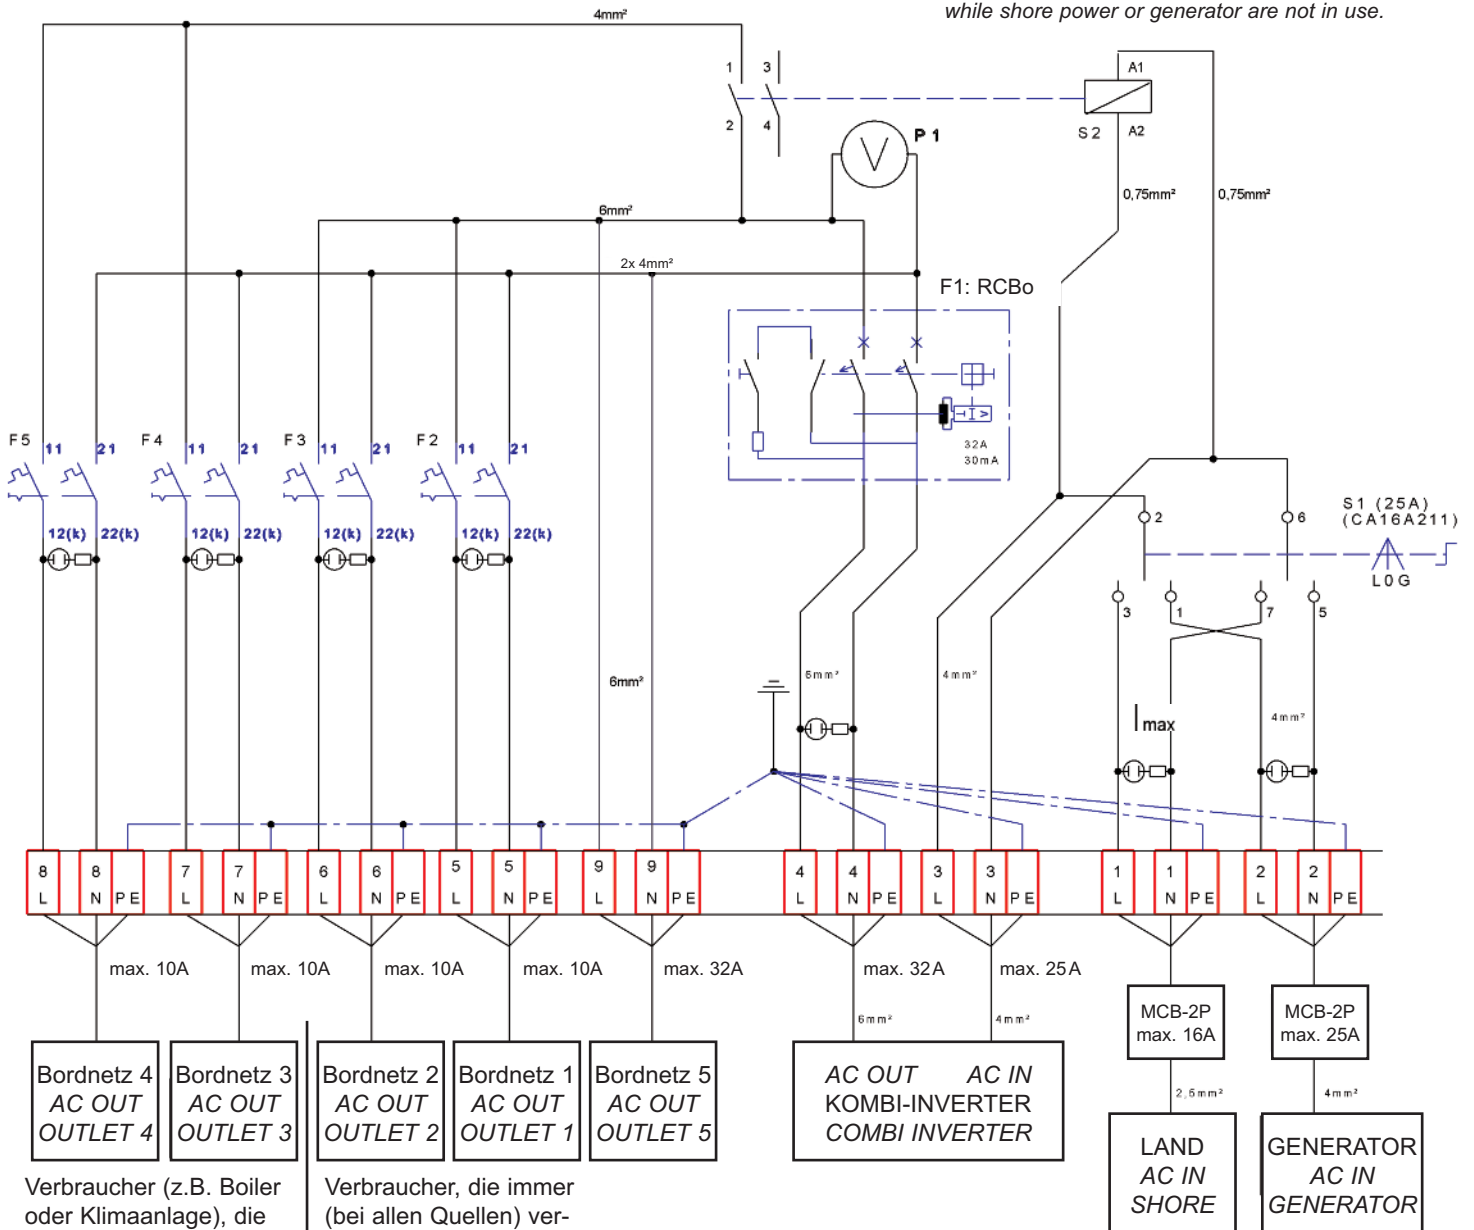 while shore power or generator are not in use.
4mm²
1 3
2 4
A1
S2 A2
P1
V
0,75mm² 0,75mm²
6mm²
2x 4mm²
F1: RCBo
32A
30mA
F5 11 21 F4 11 21 F3 11 21 F2 11 21
12(k) 22(k) 12(k) 22(k) 12(k) 22(k) 12(k) 22(k)
2 6
S1 (25A)
(CA16A211)
L0G
3 1 7 5
6mm²
6mm²
4mm²
Imax
4mm²
8 8 7 7 6 6 5 5 9 9 4 4 3 3 1 1 2 2
L N PE L N PE L N PE L N PE L N PE L N PE L N PE L N PE L N PE
max. 10A max. 10A max. 10A max. 10A max. 32A max. 32A max. 25A
6mm² 4mm²
MCB-2P
max. 16A
MCB-2P
max. 25A
2,5mm² 4mm²
Bordnetz 4
AC OUT
OUTLET 4
Bordnetz 3
AC OUT
OUTLET 3
Bordnetz 2
AC OUT
OUTLET 2
Bordnetz 1
AC OUT
OUTLET 1
Bordnetz 5
AC OUT
OUTLET 5
AC OUT AC IN
KOMBI-INVERTER
COMBI INVERTER
LAND
AC IN
SHORE
GENERATOR
AC IN
GENERATOR
Verbraucher (z.B. Boiler
oder Klimaanlage), die
Verbraucher, die immer
(bei allen Quellen) ver-